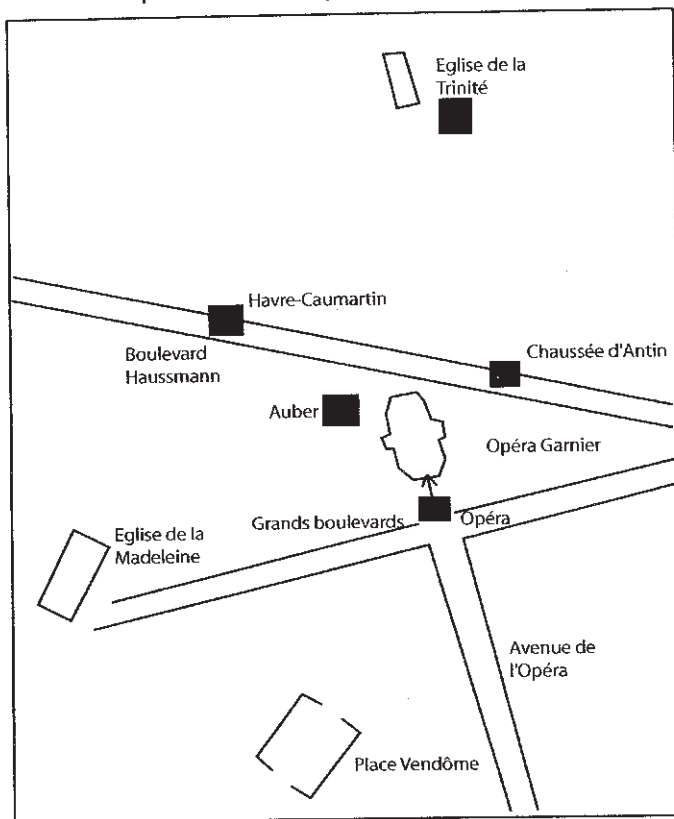 Eglise de la
Trinité
Havre-Caumartin
Boulevard
Haussmann
Chaussée d'Antin
Auber
Opéra Garnier
Grands boulevards
Opéra
Eglise de la
Madeleine
Avenue de
l'Opéra
Place Vendôme